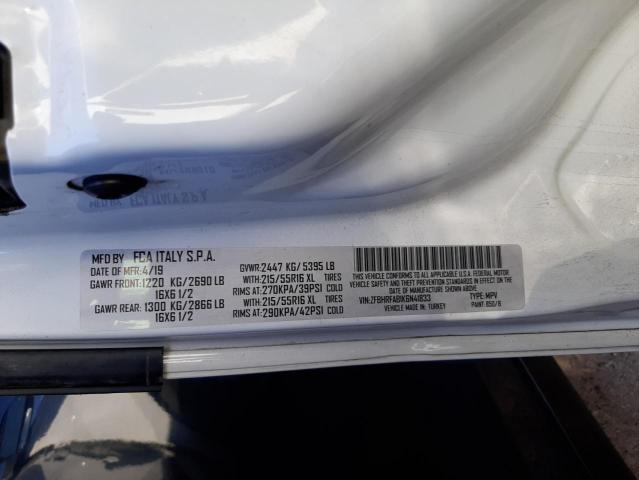 MFD BY FCA ITALY S.P.A.
DATE OF MFR: 4/19 GVWR: 2447 KG/ 5395 LB
GAWR FRONT: 1220 KG/2690 LB WITH: 215/55R16 XL TIRES
16X6 1/2 RIMS AT: 270KPA/39PSI COLD
GAWR REAR: 1300 KG/2866 LB WITH: 215/55R16 XL TIRES
16X6 1/2 RIMS AT: 290KPA/42PSI COLD
THIS VEHICLE CONFORMS TO ALL APPLICABLE U.S.A. FEDERAL
MOTOR VEHICLE SAFETY, BUMPER, AND THEFT PREVENTION
STANDARDS IN EFFECT ON THE DATE OF MANUFACTURE
SHOWN ABOVE.
TYPE: MPV
VEHICLE MADE IN: TURKEY